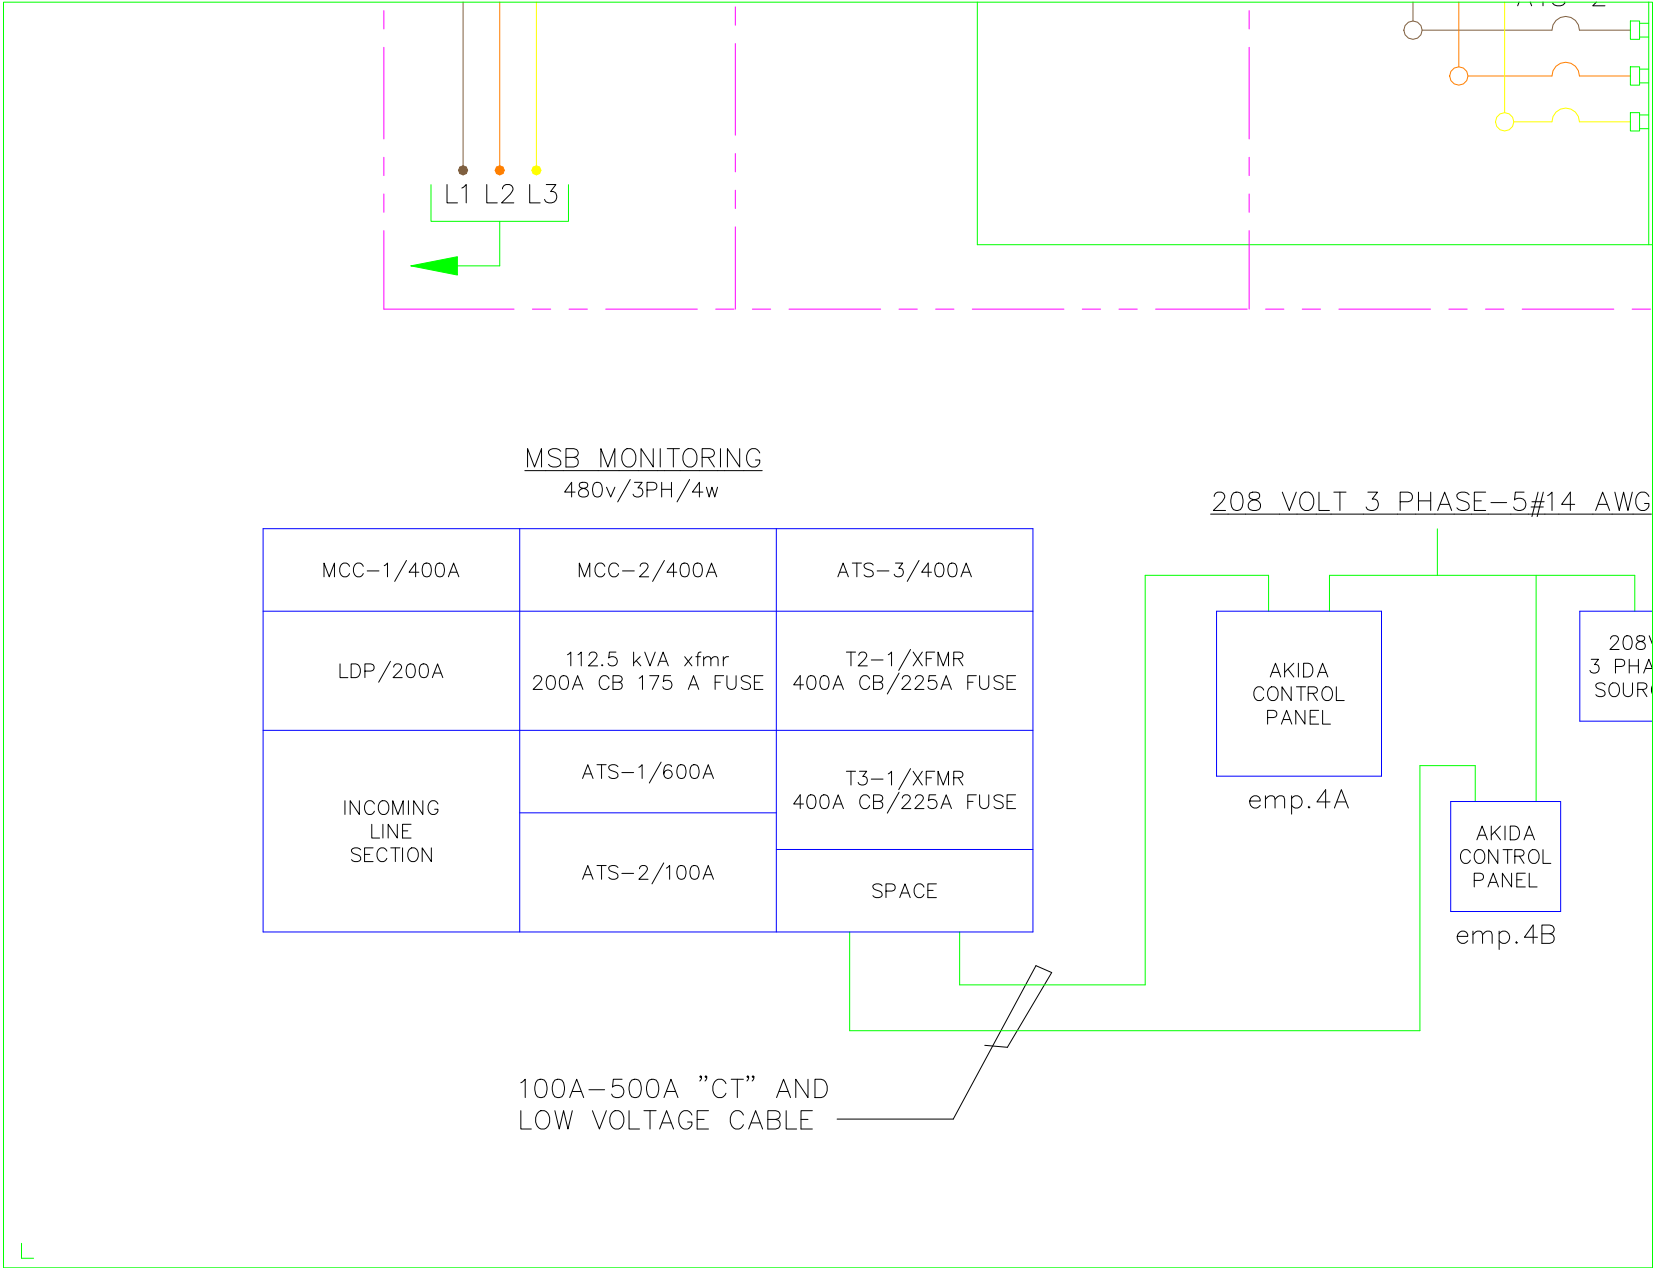 L1 L2 L3
MSB MONITORING
480v/3PH/4w
MCC-1/400A
MCC-2/400A
ATS-3/400A
LDP/200A
112.5 kVA xfmr
200A CB 175 A FUSE
T2-1/XFMR
400A CB/225A FUSE
INCOMING
LINE
SECTION
ATS-1/600A
ATS-2/100A
T3-1/XFMR
400A CB/225A FUSE
SPACE
100A-500A "CT" AND
LOW VOLTAGE CABLE
208 VOLT 3 PHASE-5#14 AWG
AKIDA
CONTROL
PANEL
emp.4A
AKIDA
CONTROL
PANEL
emp.4B
208
3